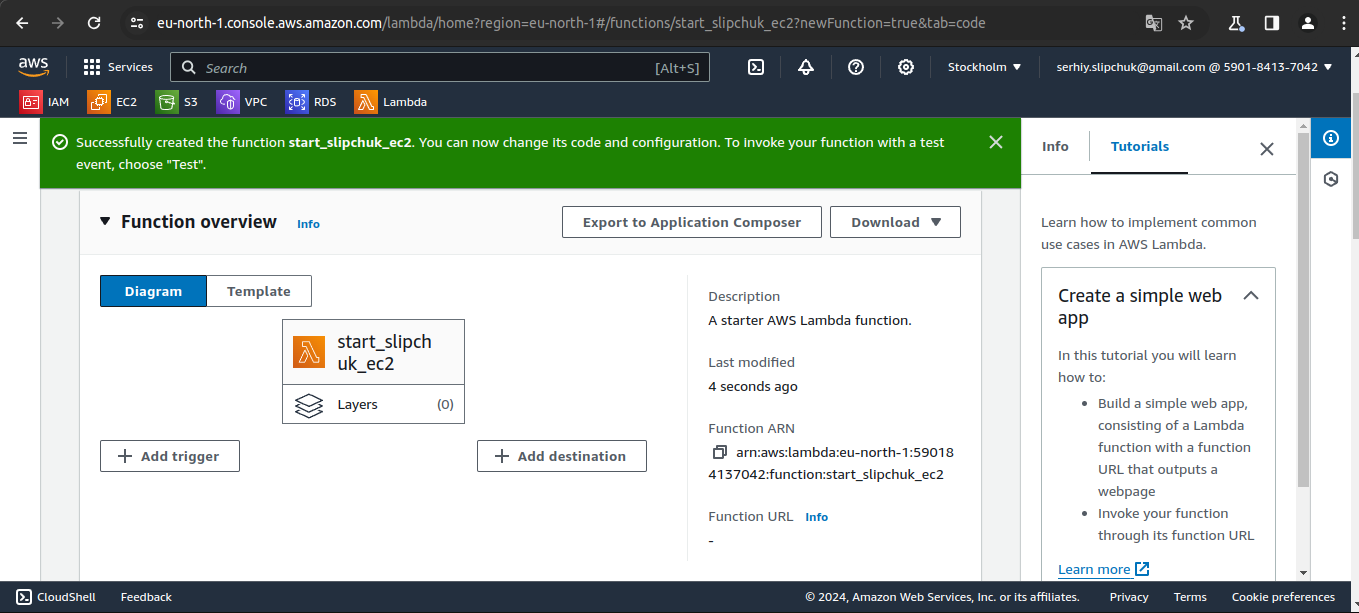 eu-north-1.console.aws.amazon.com/lambda/home?region=eu-north-1#/functions/start_slipchuk_ec2?newFunction=true&tab=code
aws Services Search [Alt+S] Stockholm serhiy.slipchuk@gmail.com @ 5901-8413-7042
IAM EC2 S3 VPC RDS Lambda
Successfully created the function start_slipchuk_ec2. You can now change its code and configuration. To invoke your function with a test
event, choose "Test".
Function overview Info Export to Application Composer Download
Diagram Template
start_slipch
uk_ec2
Layers (0)
Add trigger Add destination
Description
A starter AWS Lambda function.
Last modified
4 seconds ago
Function ARN
arn:aws:lambda:eu-north-1:59018
4137042:function:start_slipchuk_ec2
Function URL Info
-
Info Tutorials
Learn how to implement common
use cases in AWS Lambda.
Create a simple web
app
In this tutorial you will learn
how to:
• Build a simple web app,
consisting of a Lambda
function with a function
URL that outputs a
webpage
• Invoke your function
through its function URL
Learn more
CloudShell Feedback © 2024, Amazon Web Services, Inc. or its affiliates. Privacy Terms Cookie preferences